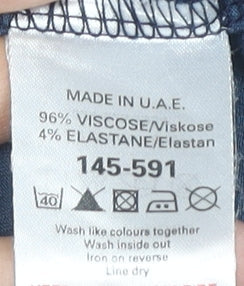 MADE IN U.A.E.
96% VISCOSE/Viskose
4% ELASTANE/Elastan
145-591
40
Wash like colours together
Wash inside out
Iron on reverse
Line dry